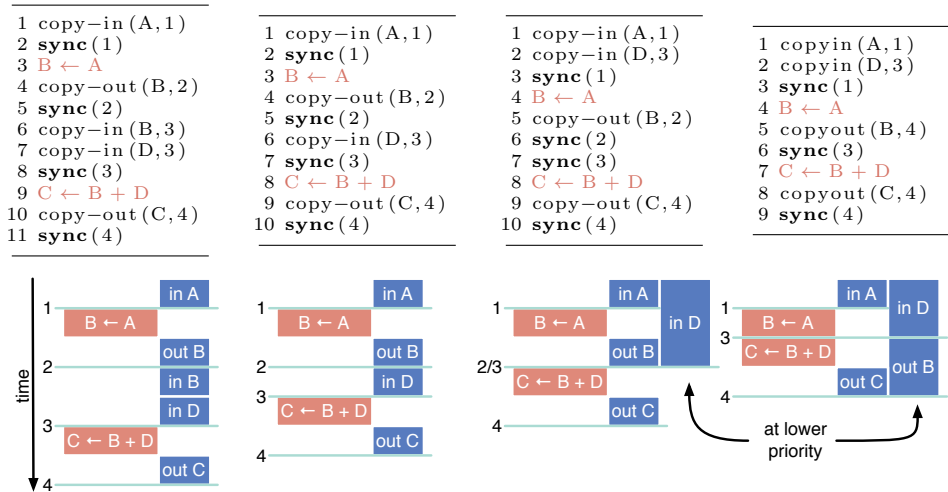 1 copy-in(A,1)
2 sync(1)
3 B ← A
4 copy-out(B,2)
5 sync(2)
6 copy-in(B,3)
7 copy-in(D,3)
8 sync(3)
9 C ← B + D
10 copy-out(C,4)
11 sync(4)
1 copy-in(A,1)
2 sync(1)
3 B ← A
4 copy-out(B,2)
5 sync(2)
6 copy-in(D,3)
7 sync(3)
8 C ← B + D
9 copy-out(C,4)
10 sync(4)
1 copy-in(A,1)
2 copy-in(D,3)
3 sync(1)
4 B ← A
5 copy-out(B,2)
6 sync(2)
7 sync(3)
8 C ← B + D
9 copy-out(C,4)
10 sync(4)
1 copyin(A,1)
2 copyin(D,3)
3 sync(1)
4 B ← A
5 copyout(B,4)
6 sync(3)
7 C ← B + D
8 copyout(C,4)
9 sync(4)
time
in A
1
B ← A
out B
2
in B
in D
3
C ← B + D
out C
4
in A
1
B ← A
out B
2
in D
3
C ← B + D
out C
4
in A
1
in D
B ← A
out B
2/3
C ← B + D
out C
4
in A
1
in D
B ← A
3
C ← B + D
out B
out C
4
at lower
priority